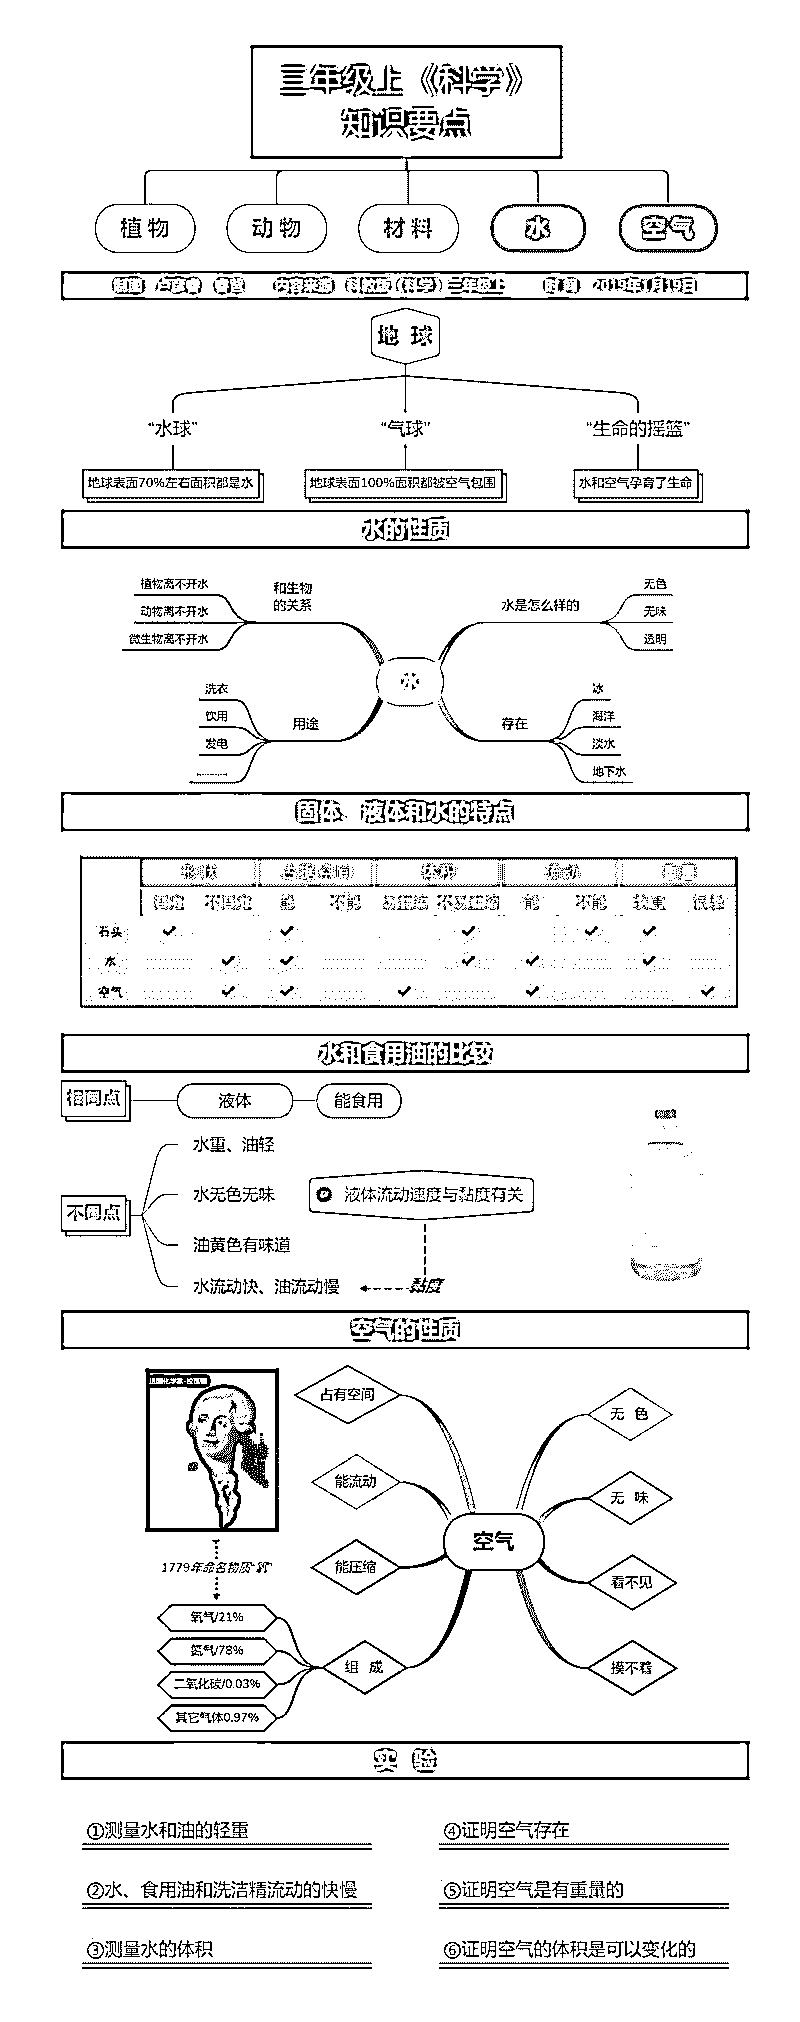 三年级上《科学》
知识要点
植物 动物 材料 水 空气
内容来源 科教版《科学》三年级上 时间 2019年1月19日
地球
“水球” “气球” “生命的摇篮”
地球表面70%左右面积都是水 地球表面100%面积都被空气包围 水和空气孕育了生命
水的性质
植物离不开水
动物离不开水
微生物离不开水
和生物
的关系
水是怎么样的
无色
无味
透明
水
洗衣
饮用
发电
............
用途
存在
冰
海洋
淡水
地下水
固体、液体和水的特点
形状 占据空间 体积 流动
固定 不固定 能 不能 易压缩 不易压缩 能 不能 较重 很轻
石头 ✓ ✓ ✓ ✓ ✓
水 ✓ ✓ ✓ ✓ ✓
空气 ✓ ✓ ✓ ✓ ✓
水和食用油的比较
相同点 液体 能食用
不同点
水重、油轻
水无色无味
油黄色有味道
水流动快、油流动慢
液体流动速度与黏度有关
黏度
空气的性质
1779年命名物质“氧”
氧气/21%
氮气/78%
二氧化碳/0.03%
其它气体0.97%
占有空间
能流动
能压缩
组 成
空气
无 色
无 味
看不见
摸不着
实 验
①测量水和油的轻重
②水、食用油和洗洁精流动的快慢
③测量水的体积
④证明空气存在
⑤证明空气是有重量的
⑥证明空气的体积是可以变化的